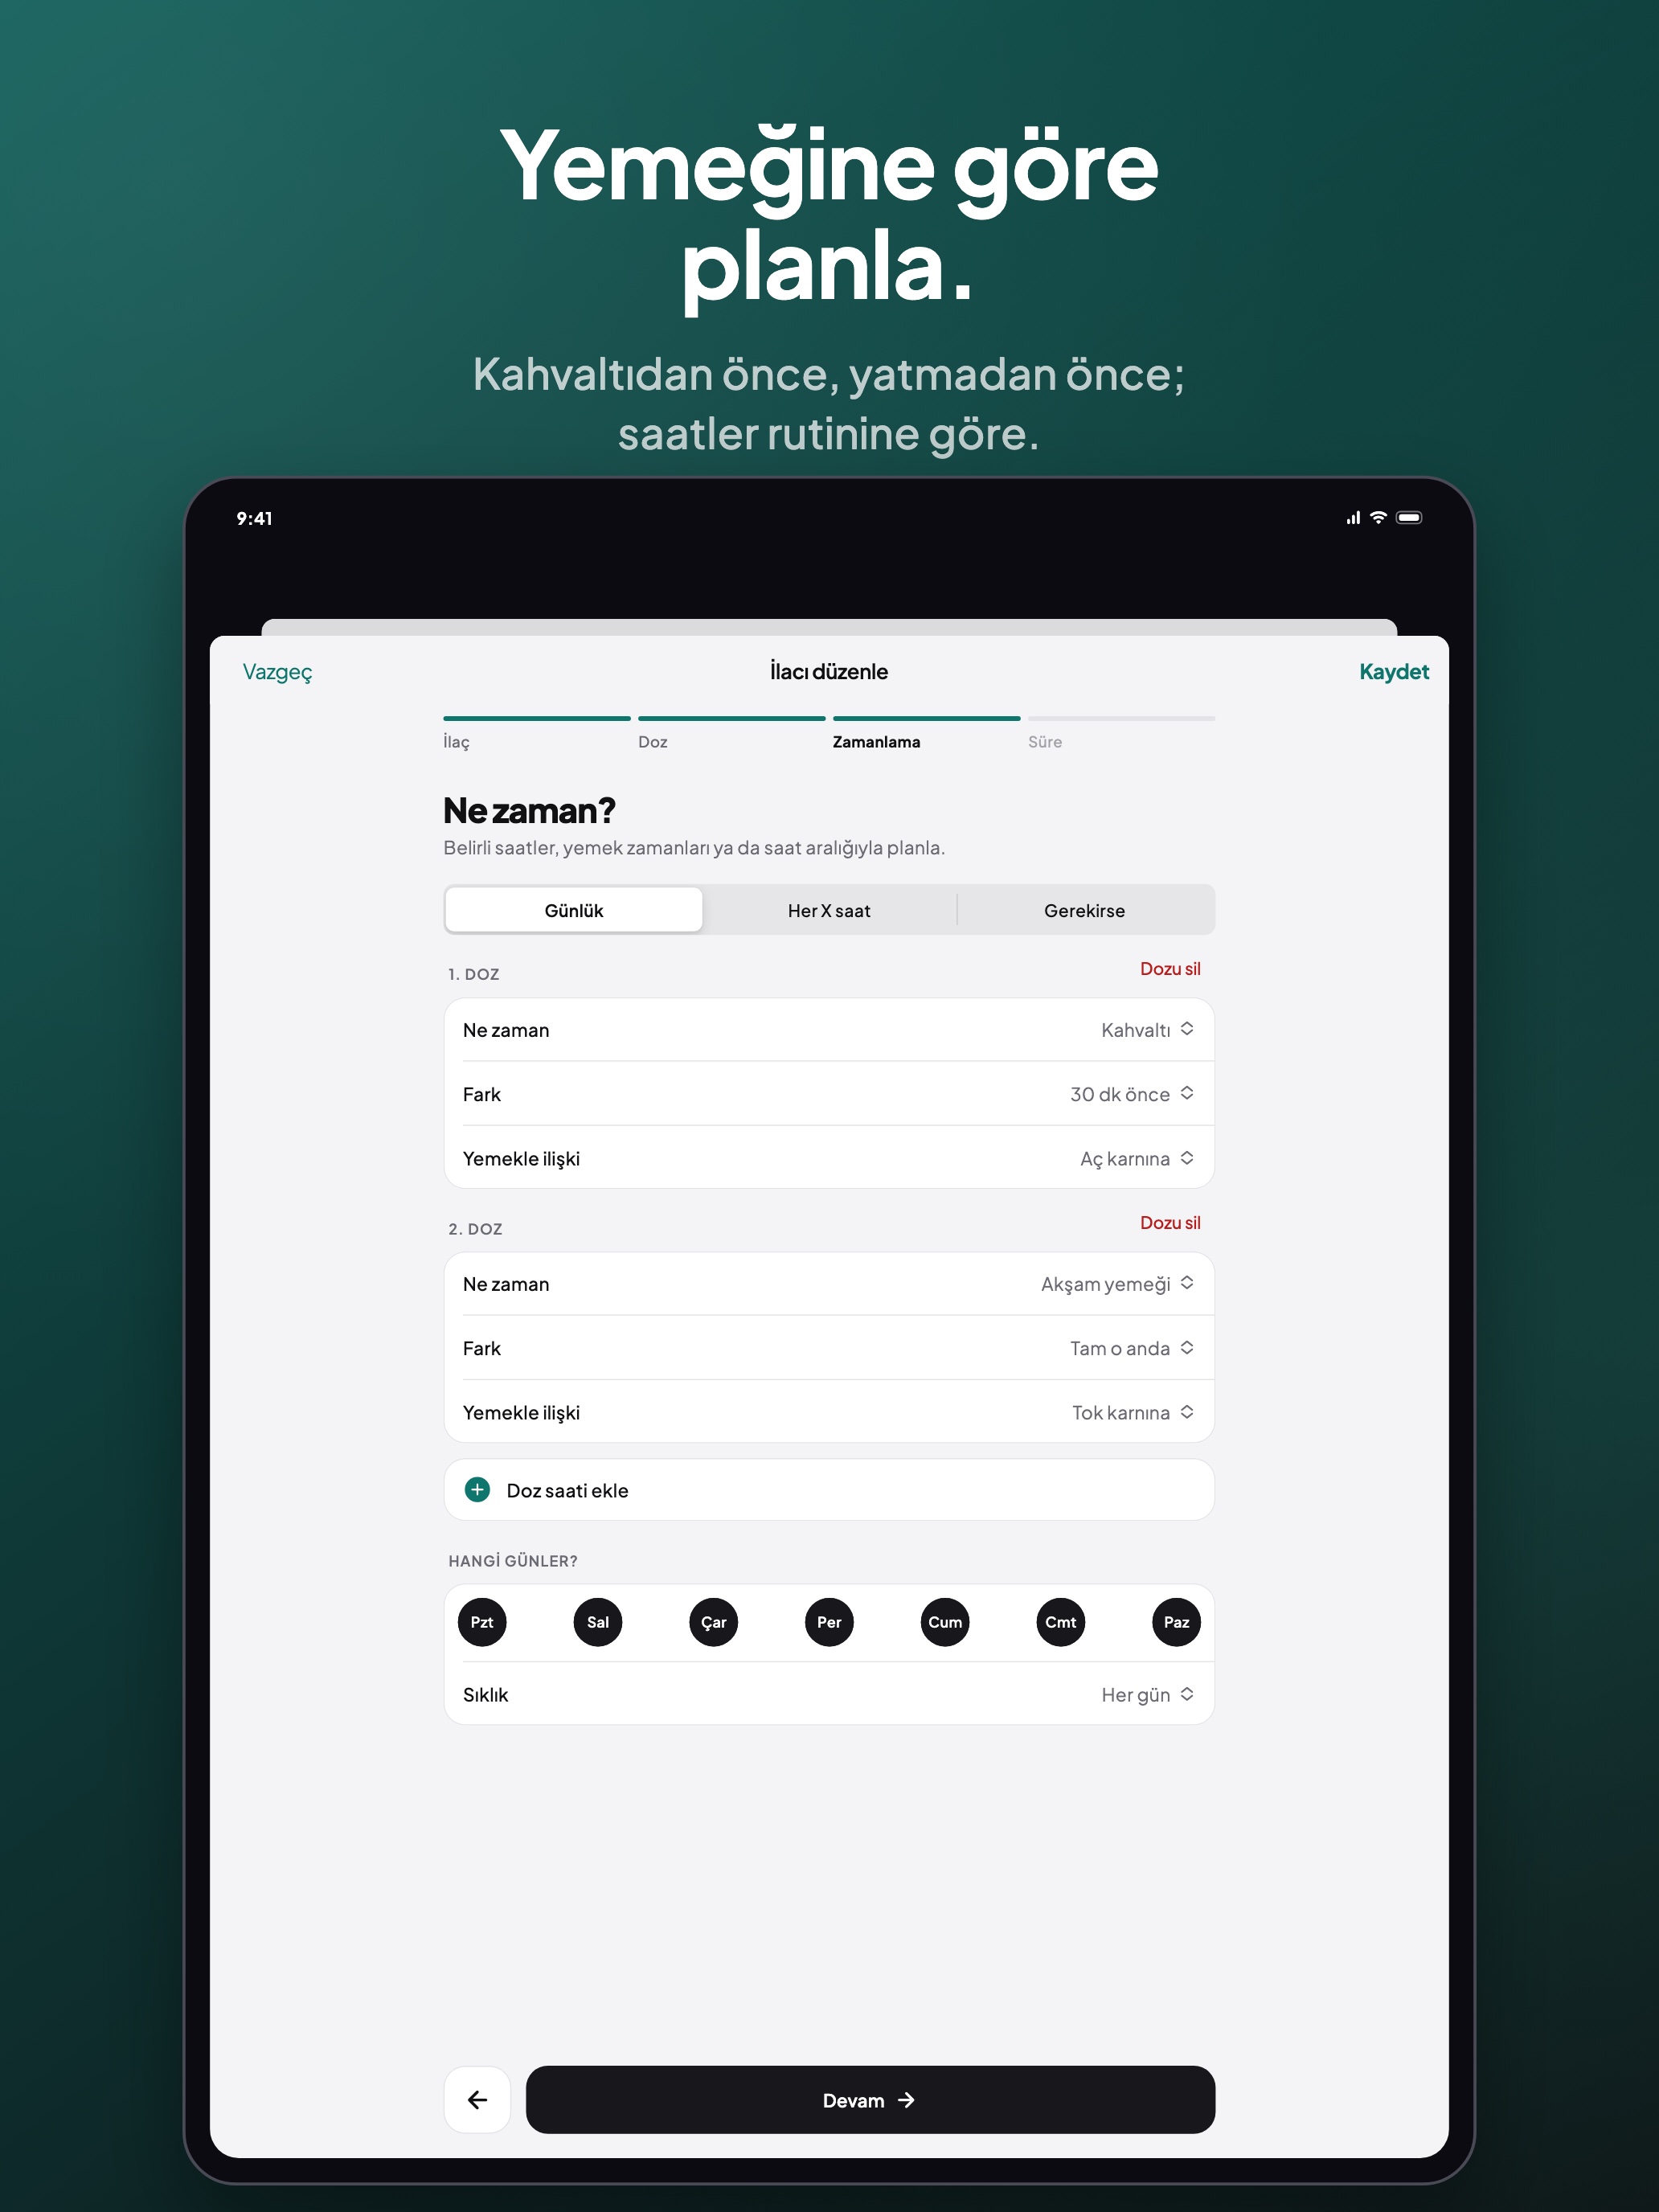 Yemeğine göre
planla.
Kahvaltıdan önce, yatmadan önce;
saatler rutinine göre.
9:41
Vazgeç
İlacı düzenle
Kaydet
İlaç
Doz
Zamanlama
Süre
Ne zaman?
Belirli saatler, yemek zamanları ya da saat aralığıyla planla.
Günlük
Her X saat
Gerekirse
1. DOZ
Dozu sil
Ne zaman
Kahvaltı
Fark
30 dk önce
Yemekle ilişki
Aç karnına
2. DOZ
Dozu sil
Ne zaman
Akşam yemeği
Fark
Tam o anda
Yemekle ilişki
Tok karnına
Doz saati ekle
HANGİ GÜNLER?
Pzt
Sal
Çar
Per
Cum
Cmt
Paz
Sıklık
Her gün
Devam